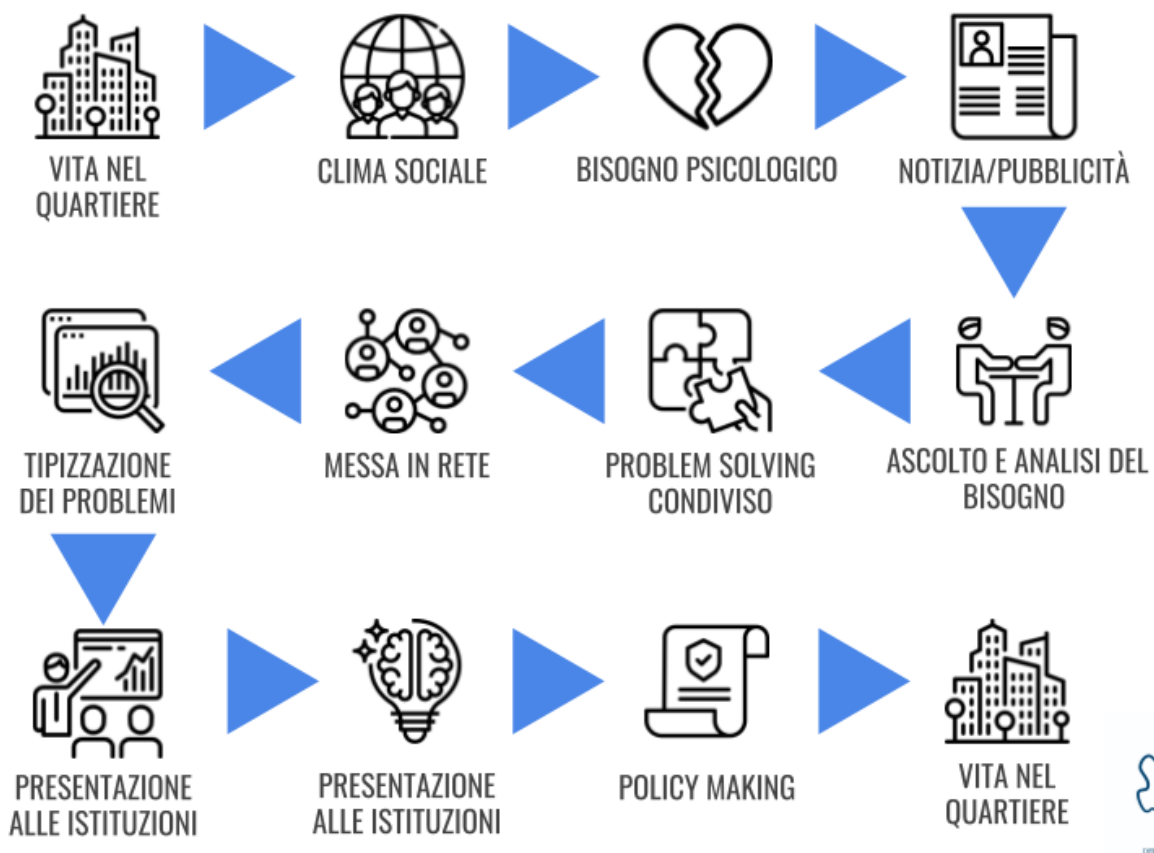 VITA NEL
QUARTIERE
CLIMA SOCIALE
BISOGNO PSICOLOGICO
NOTIZIA/PUBBLICITÀ
TIPIZZAZIONE
DEI PROBLEMI
MESSA IN RETE
PROBLEM SOLVING
CONDIVISO
ASCOLTO E ANALISI DEL
BISOGNO
PRESENTAZIONE
ALLE ISTITUZIONI
PRESENTAZIONE
ALLE ISTITUZIONI
POLICY MAKING
VITA NEL
QUARTIERE